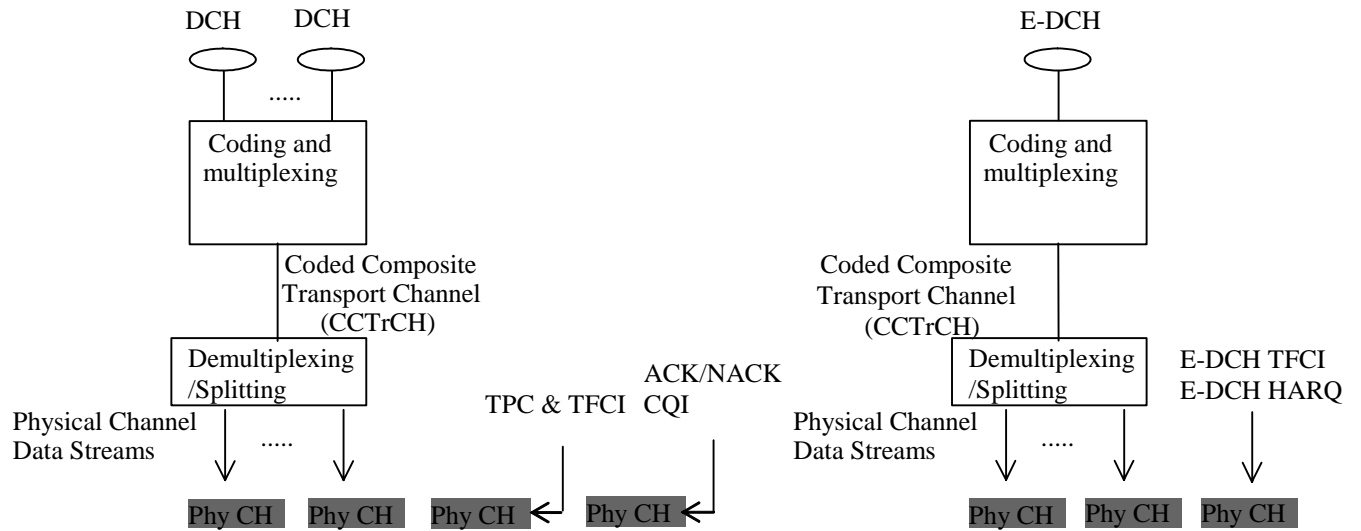 DCH
DCH
.....
Coding and
multiplexing
Coded Composite
Transport Channel
(CCTrCH)
Demultiplexing
/Splitting
Physical Channel
Data Streams
.....
TPC & TFCI
ACK/NACK
CQI
Phy CH
Phy CH
Phy CH
Phy CH
E-DCH
Coding and
multiplexing
Coded Composite
Transport Channel
(CCTrCH)
Demultiplexing
/Splitting
E-DCH TFCI
E-DCH HARQ
Physical Channel
Data Streams
.....
Phy CH
Phy CH
Phy CH